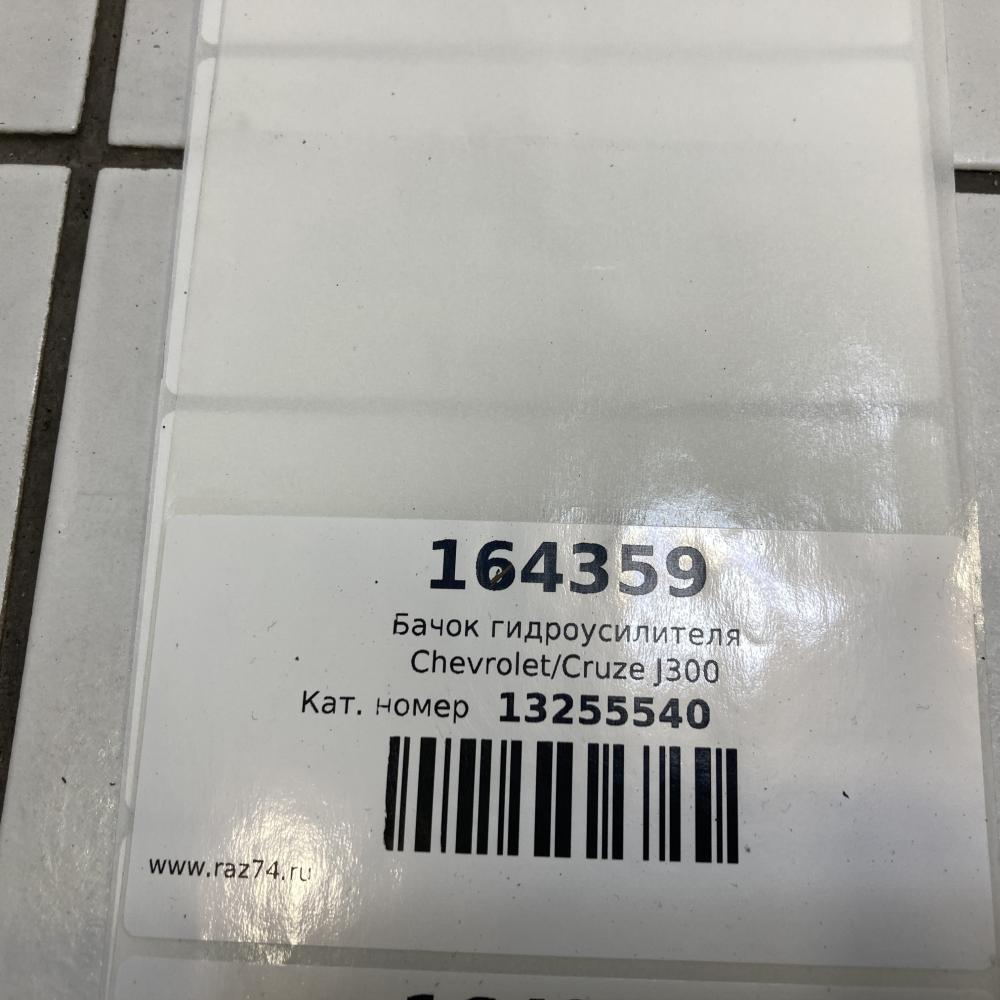 164359
Бачок гидроусилителя
Chevrolet/Cruze J300
Кат. номер 13255540
www.raz74.ru